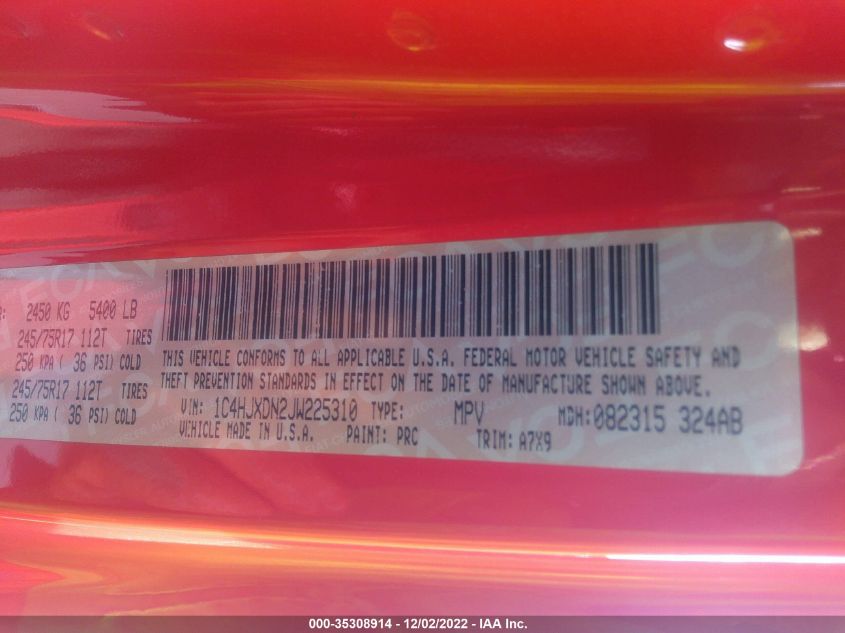 R: 2450 KG 5400 LB
245/75R17 112T TIRES
250 KPA ( 36 PSI) COLD
245/75R17 112T TIRES
250 KPA ( 36 PSI) COLD
THIS VEHICLE CONFORMS TO ALL APPLICABLE U.S.A. FEDERAL MOTOR VEHICLE SAFETY AND
THEFT PREVENTION STANDARDS IN EFFECT ON THE DATE OF MANUFACTURE SHOWN ABOVE.
VIN: 1C4HJXDN2JW225310 TYPE: MPV MDH:082315 324AB
VEHICLE MADE IN U.S.A. PAINT: PRC TRIM: A7X9
000-35308914 - 12/02/2022 - IAA Inc.